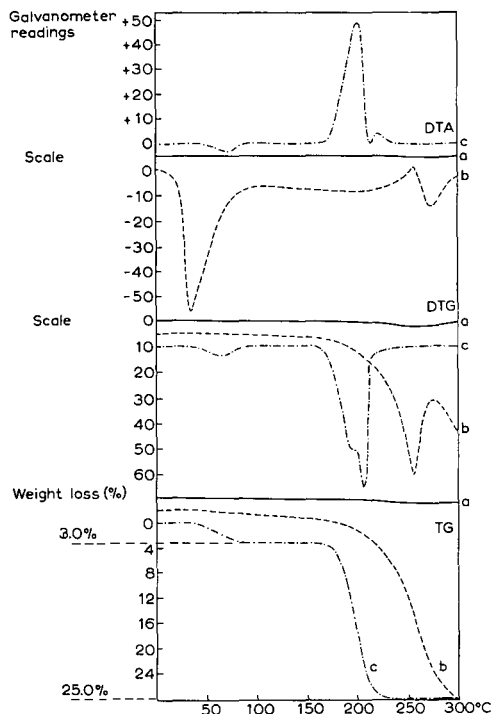 Galvanometer
readings
+50
+40
+30
+20
+10
0
DTA
c
a
Scale
0
b
-10
-20
-30
-40
-50
DTG
Scale
0
a
10
c
20
30
40
b
50
60
Weight loss (%)
a
0
TG
3.0%
4
8
12
16
20
24
c
b
25.0%
50
100
150
200
250
300°C